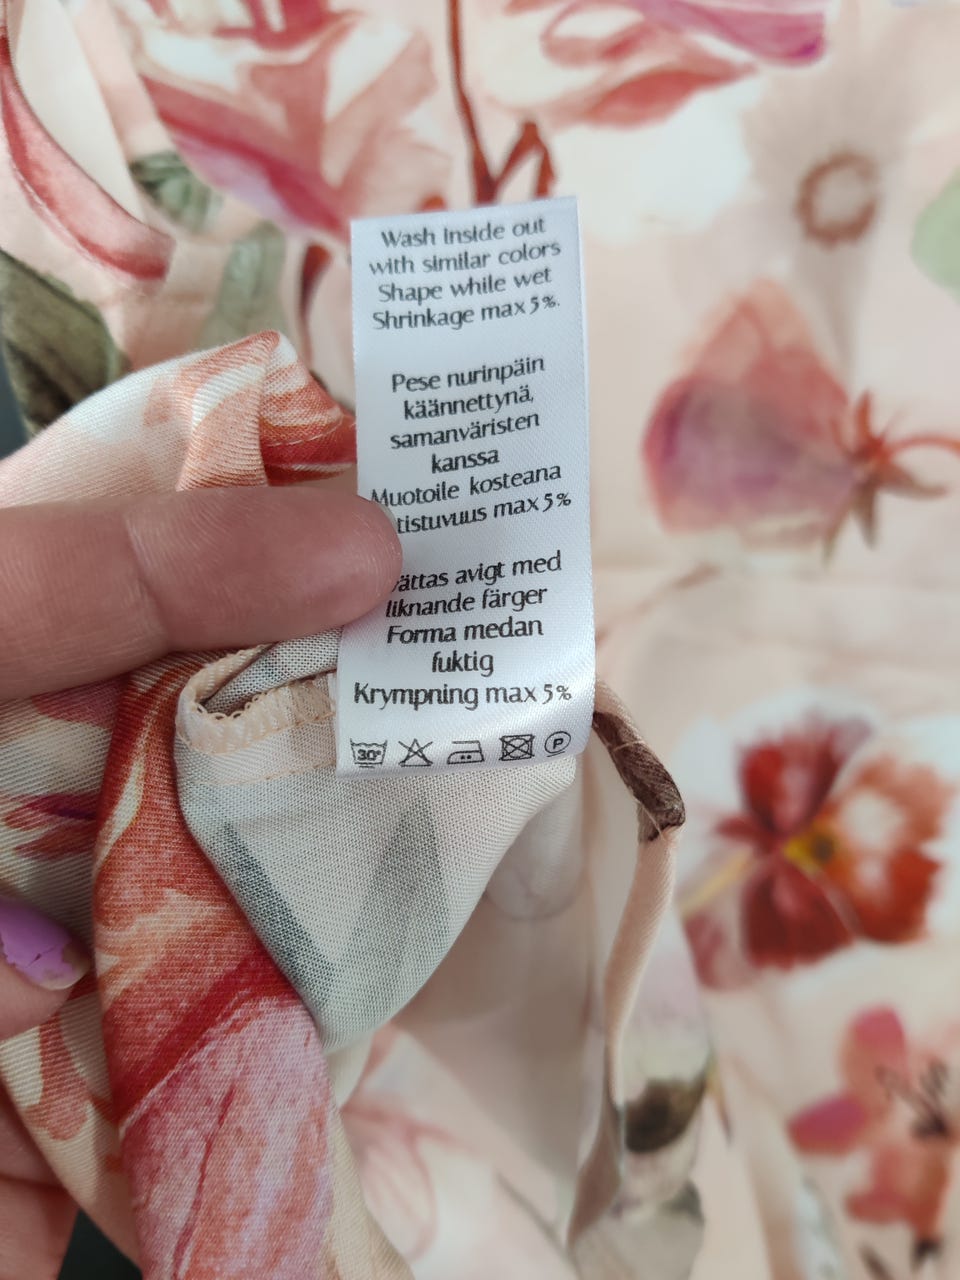 Wash inside out
with similar colors
Shape while wet
Shrinkage max 5%.
Pese nurinpäin
käännettynä,
samanväristen
kanssa
Muotoile kosteana
max 5%
avigt med
liknande färger
Forma medan
fuktig
Krympning max 5%
30° P